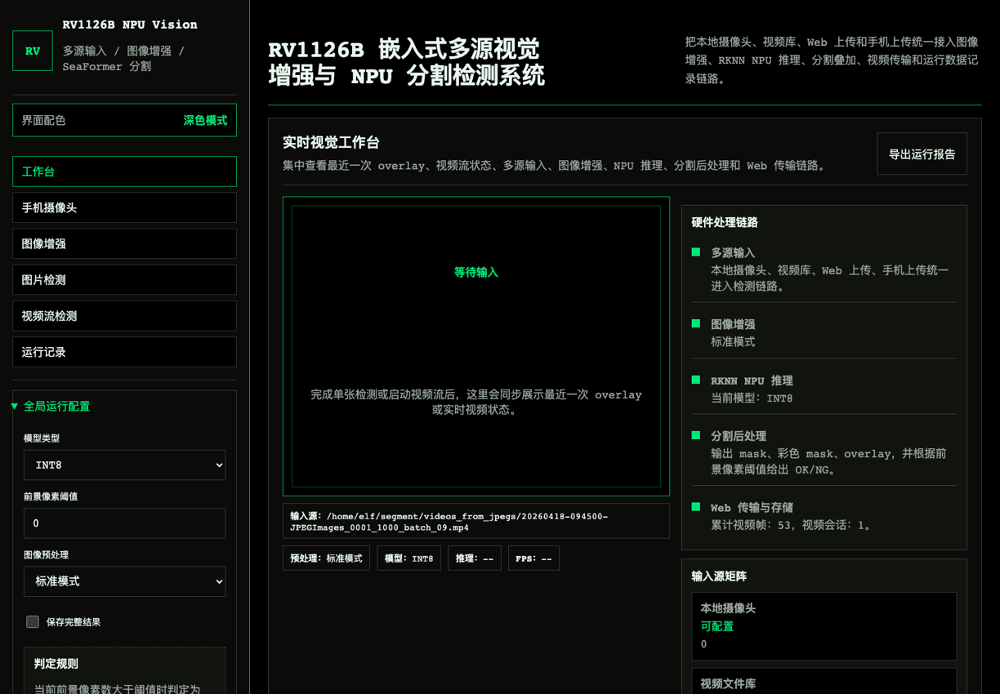 RV
RV1126B NPU Vision
多源输入 / 图像增强 /
SeaFormer 分割
界面配色
深色模式
工作台
手机摄像头
图像增强
图片检测
视频流检测
运行记录
▼ 全局运行配置
模型类型
INT8
前景像素阈值
0
图像预处理
标准模式
保存完整结果
判定规则
当前前景像素数大于阈值时判定为
RV1126B 嵌入式多源视觉
增强与 NPU 分割检测系统
把本地摄像头、视频库、Web 上传和手机上传统一接入图像
增强、RKNN NPU 推理、分割叠加、视频传输和运行数据记
录链路。
实时视觉工作台
集中查看最近一次 overlay、视频流状态、多源输入、图像增强、NPU 推理、分割后处理和 Web 传输链路。
导出运行报告
等待输入
完成单张检测或启动视频流后，这里会同步展示最近一次 overlay
或实时视频状态。
输入源：/home/elf/segment/videos_from_jpegs/20260418-094500-
JPEGImages_0001_1000_batch_09.mp4
预处理：标准模式
模型：INT8
推理：--
FPS：--
硬件处理链路
多源输入
本地摄像头、视频库、Web 上传、手机上传统一
进入检测链路。
图像增强
标准模式
RKNN NPU 推理
当前模型：INT8
分割后处理
输出 mask、彩色 mask、overlay，并根据前
景像素阈值给出 OK/NG。
Web 传输与存储
累计视频帧：53，视频会话：1。
输入源矩阵
本地摄像头
可配置
0
视频文件库